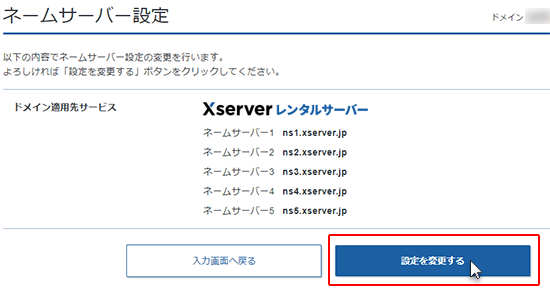 ネームサーバー設定
ドメイン
以下の内容でネームサーバー設定の変更を行います。
よろしければ「設定を変更する」ボタンをクリックしてください。
ドメイン適用先サービス
Xserver レンタルサーバー
ネームサーバー1 ns1.xserver.jp
ネームサーバー2 ns2.xserver.jp
ネームサーバー3 ns3.xserver.jp
ネームサーバー4 ns4.xserver.jp
ネームサーバー5 ns5.xserver.jp
入力画面へ戻る
設定を変更する